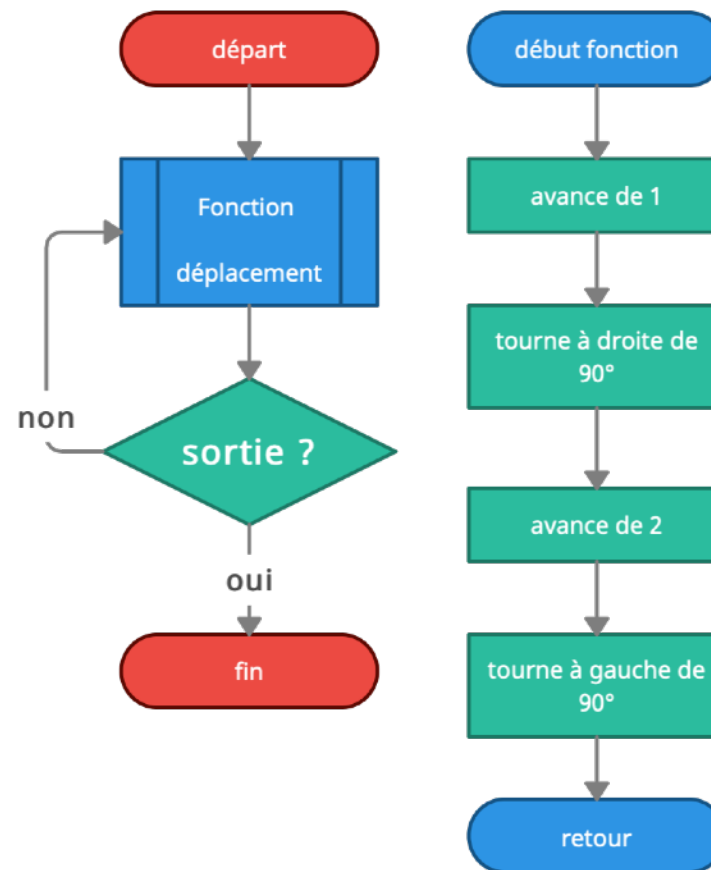 départ
Fonction
déplacement
non
sortie ?
oui
fin
début fonction
avance de 1
tourne à droite de
90°
avance de 2
tourne à gauche de
90°
retour